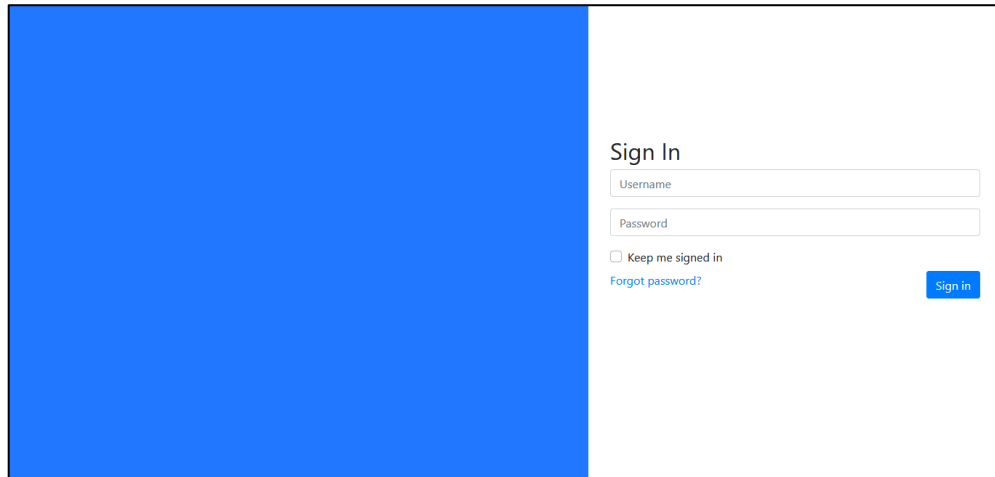 Sign In
Username
Password
Keep me signed in
Forgot password?
Sign in